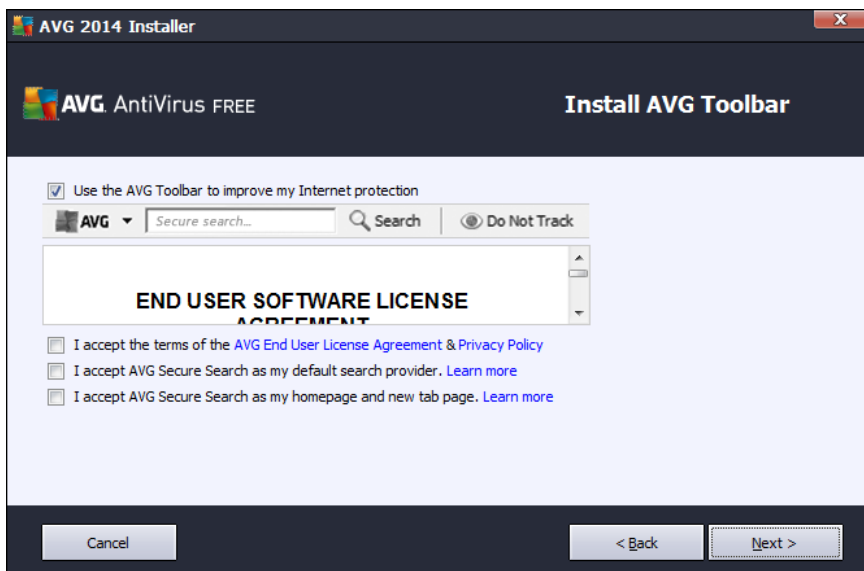 AVG 2014 Installer
x
AVG. AntiVirus FREE
Install AVG Toolbar
Use the AVG Toolbar to improve my Internet protection
AVG Secure search... Search Do Not Track
END USER SOFTWARE LICENSE
AGREEMENT
I accept the terms of the AVG End User License Agreement & Privacy Policy
I accept AVG Secure Search as my default search provider. Learn more
I accept AVG Secure Search as my homepage and new tab page. Learn more
Cancel
< Back
Next >